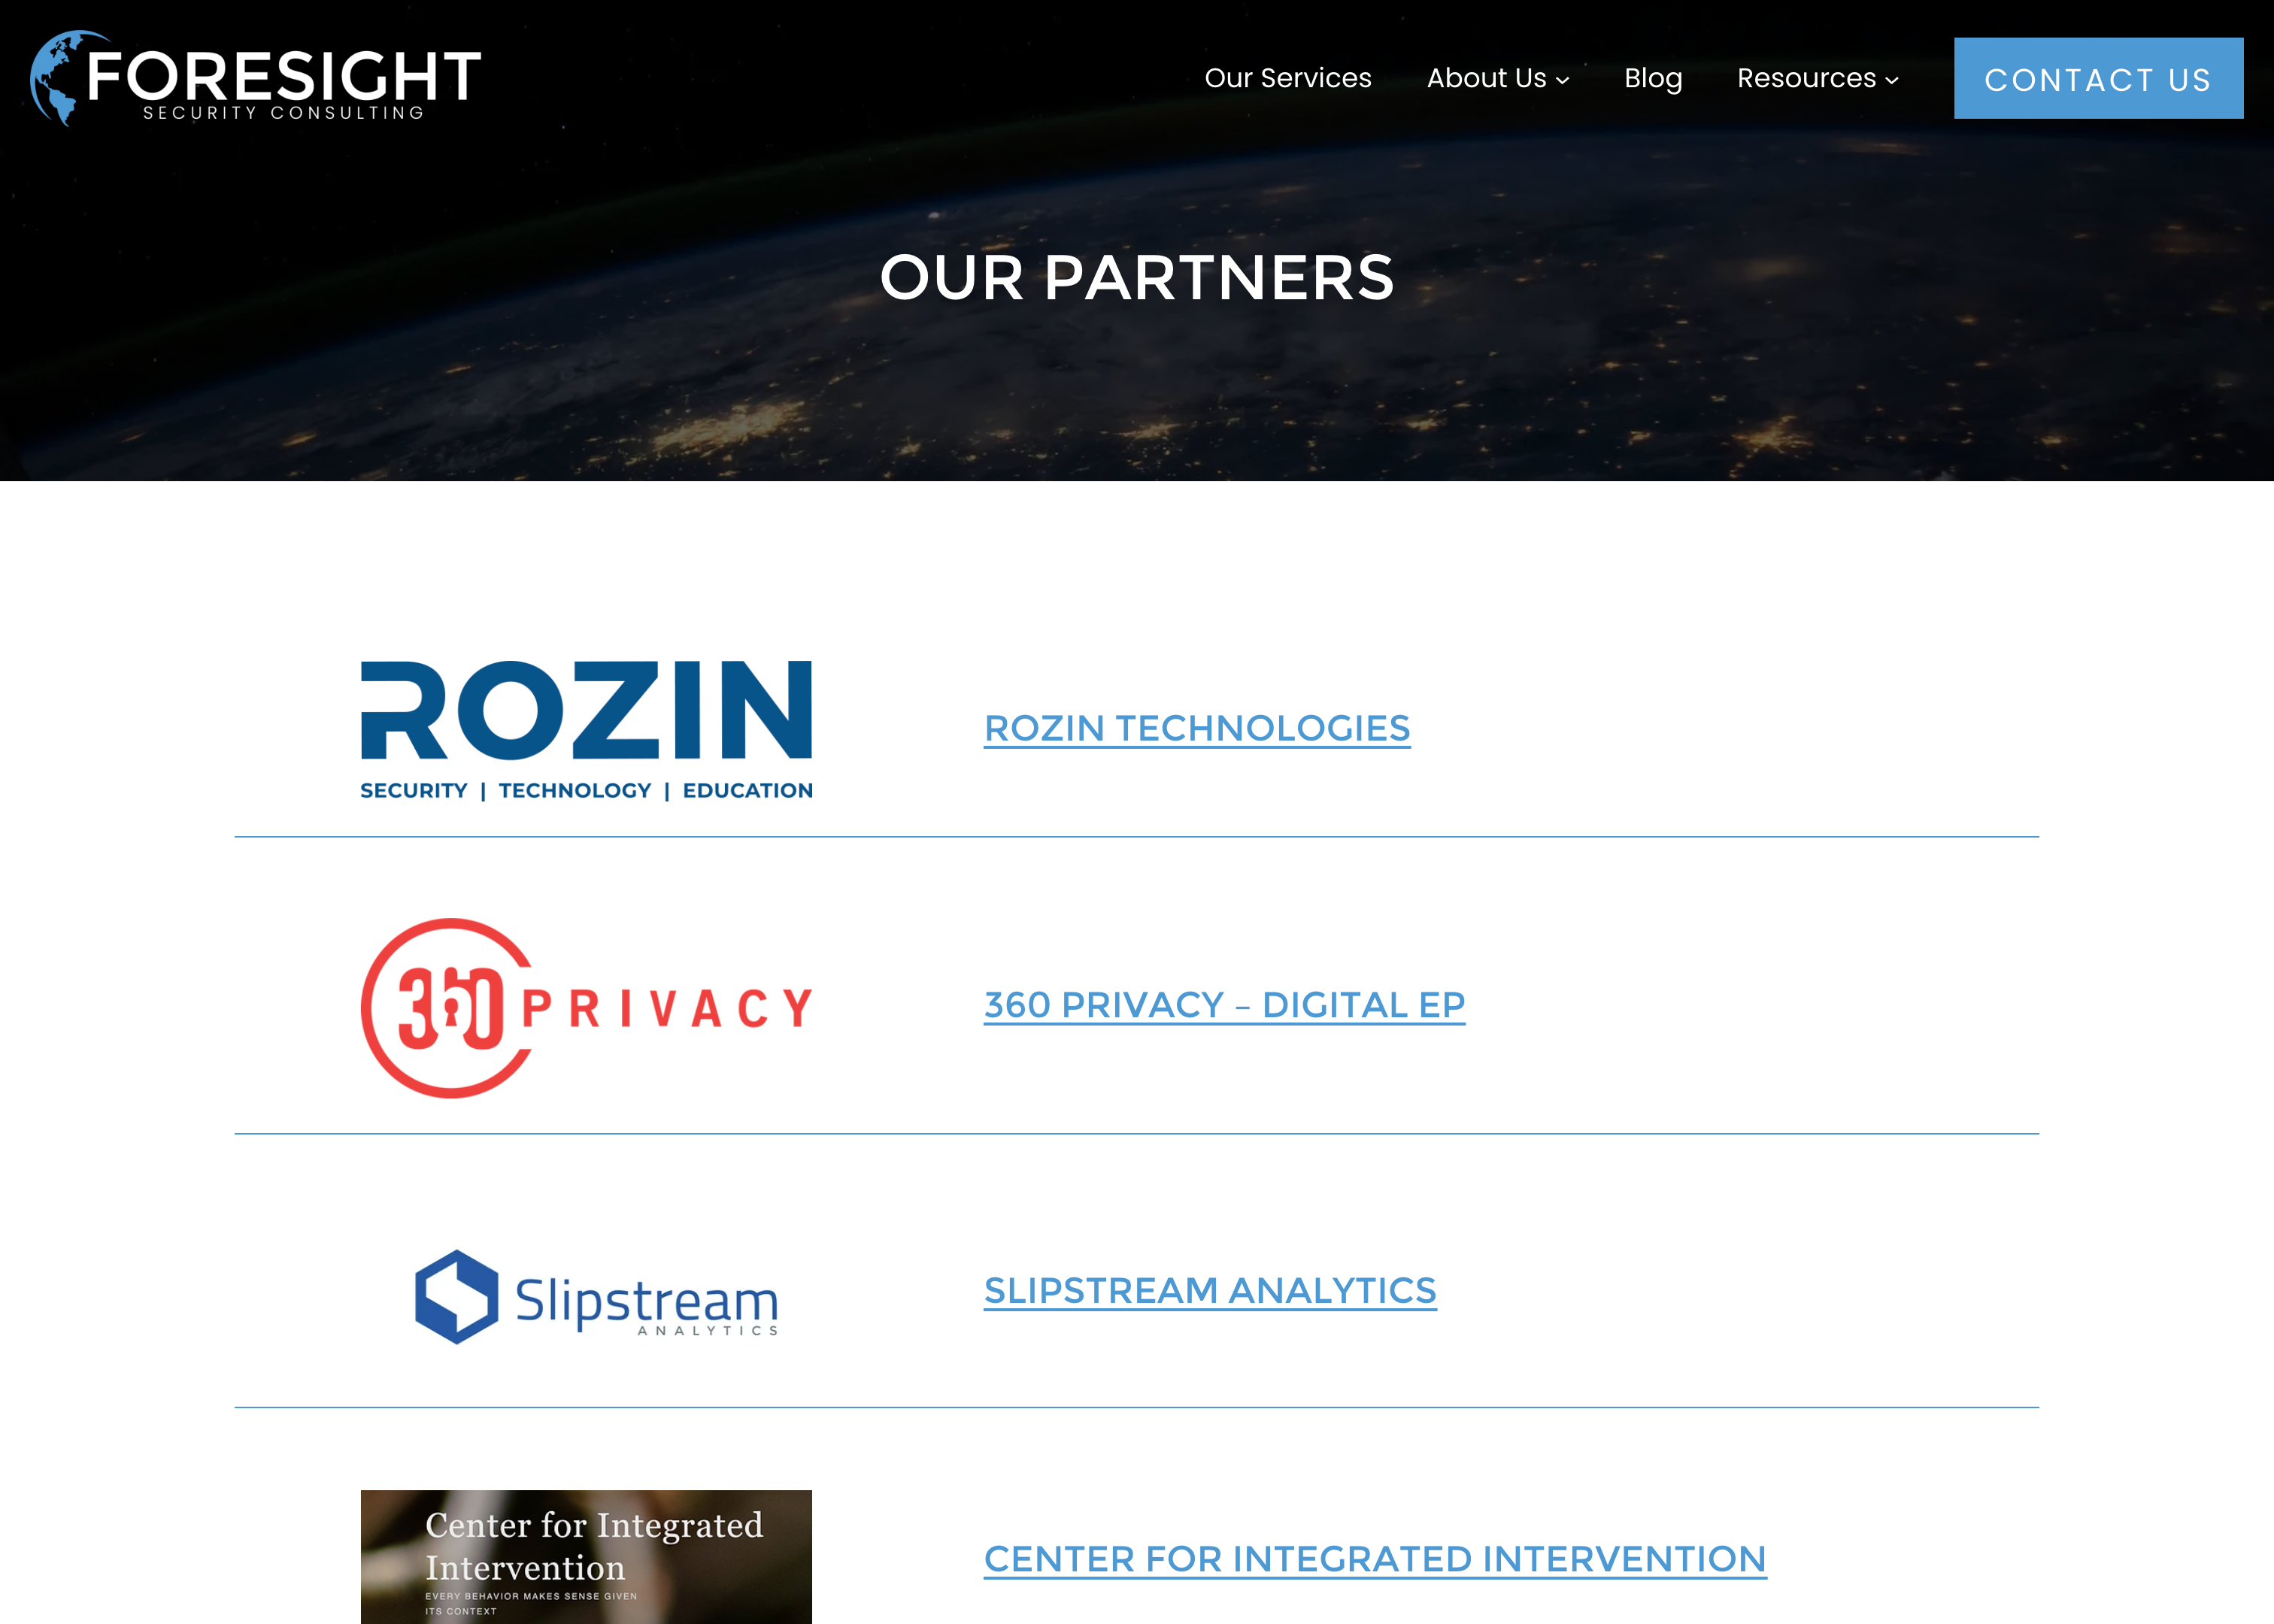 FORESIGHT
SECURITY CONSULTING
Our Services
About Us
Blog
Resources
CONTACT US
OUR PARTNERS
ROZIN
SECURITY | TECHNOLOGY | EDUCATION
ROZIN TECHNOLOGIES
360 PRIVACY
360 PRIVACY – DIGITAL EP
Slipstream
ANALYTICS
SLIPSTREAM ANALYTICS
Center for Integrated
Intervention
EVERY BEHAVIOR MAKES SENSE GIVEN
ITS CONTEXT
CENTER FOR INTEGRATED INTERVENTION